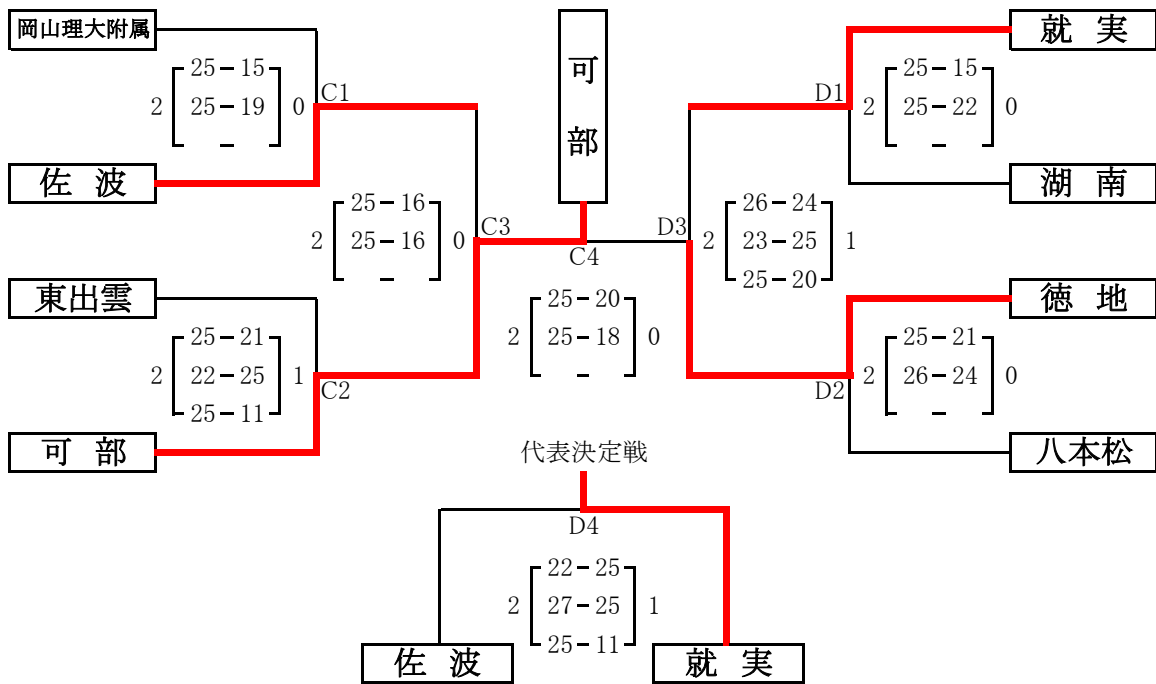 岡山理大附属
可部
就実
25－15
2 25－19 0
－
C1
D1
25－15
2 25－22 0
－
佐波
湖南
25－16
2 25－16 0
－
C3
D3
26－24
2 23－25 1
25－20
C4
東出雲
徳地
25－20
2 25－18 0
－
25－21
2 22－25 1
25－11
C2
D2
25－21
2 26－24 0
－
可部
八本松
代表決定戦
D4
22－25
2 27－25 1
25－11
佐波
就実